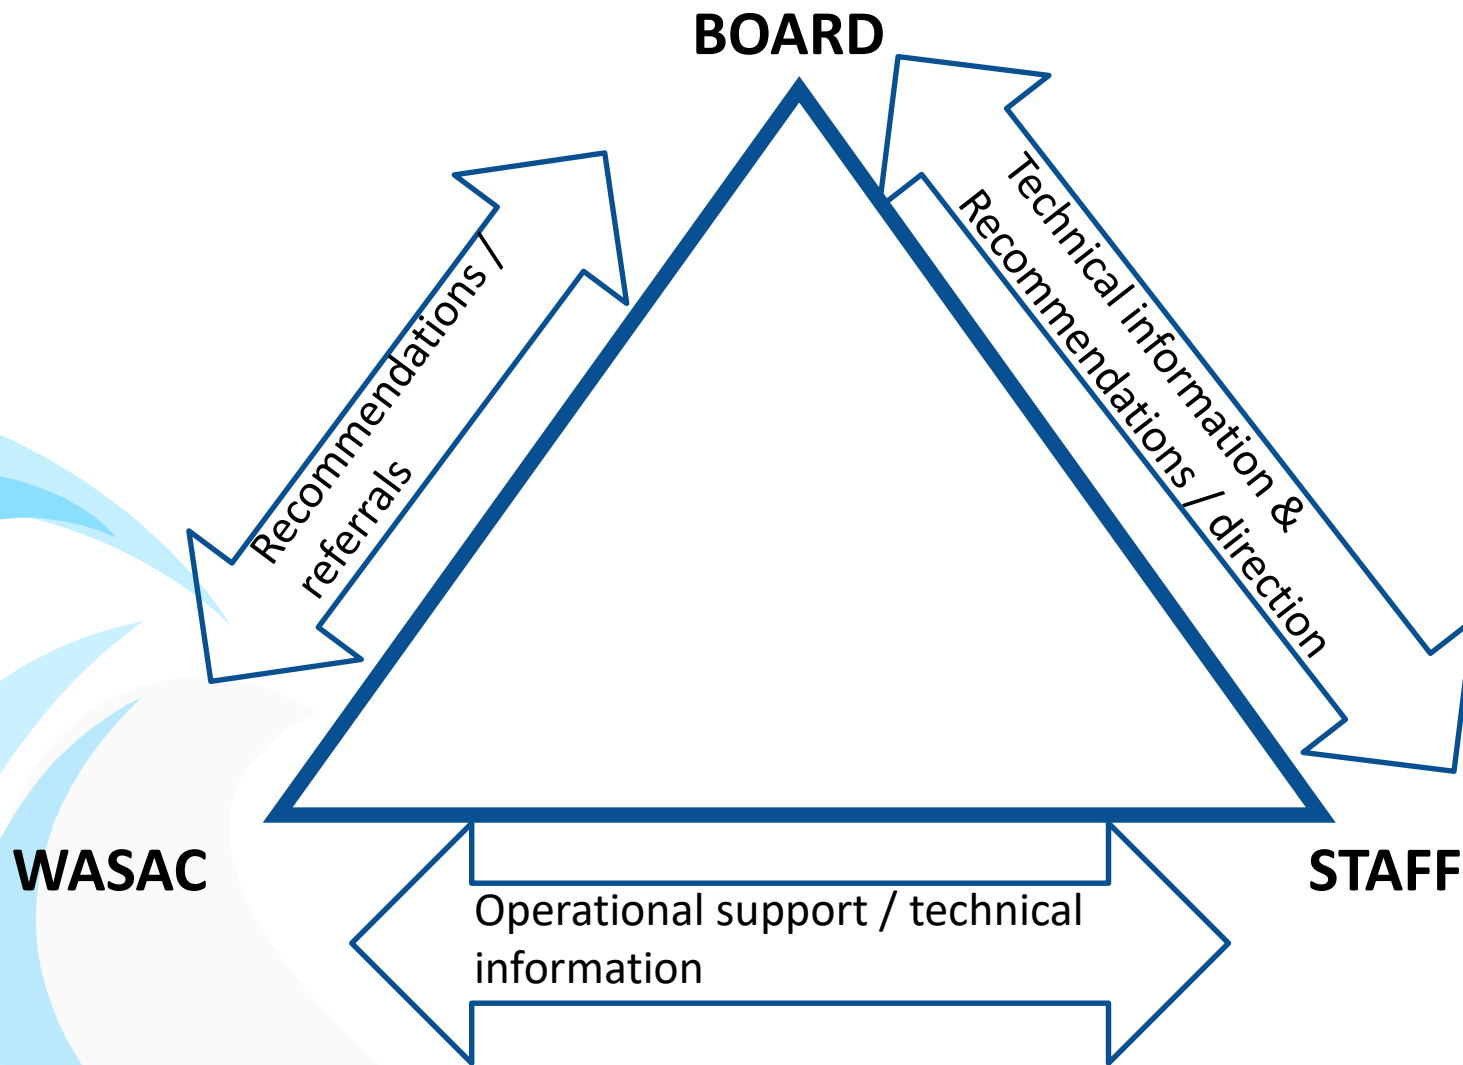 BOARD
Recommendations /
referrals
Technical information &
Recommendations / direction
WASAC
STAFF
Operational support / technical
information